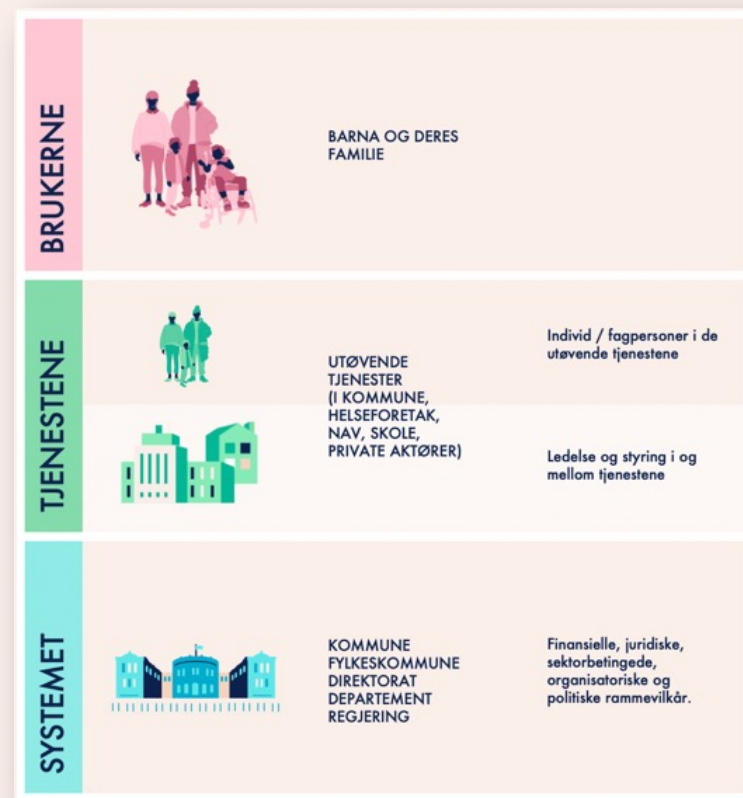 BRUKERNE
BARNA OG DERES
FAMILIE
TJENESTENE
UTØVENDE
TJENESTER
(I KOMMUNE,
HELSEFORETAK,
NAV, SKOLE,
PRIVATE AKTØRER)
Individ / fagpersoner i de
utøvende tjenestene
Ledelse og styring i og
mellom tjenestene
SYSTEMET
KOMMUNE
FYLKESKOMMUNE
DIREKTORAT
DEPARTEMENT
REGJERING
Finansielle, juridiske,
sektorbetingede,
organisatoriske og
politiske rammevilkår.